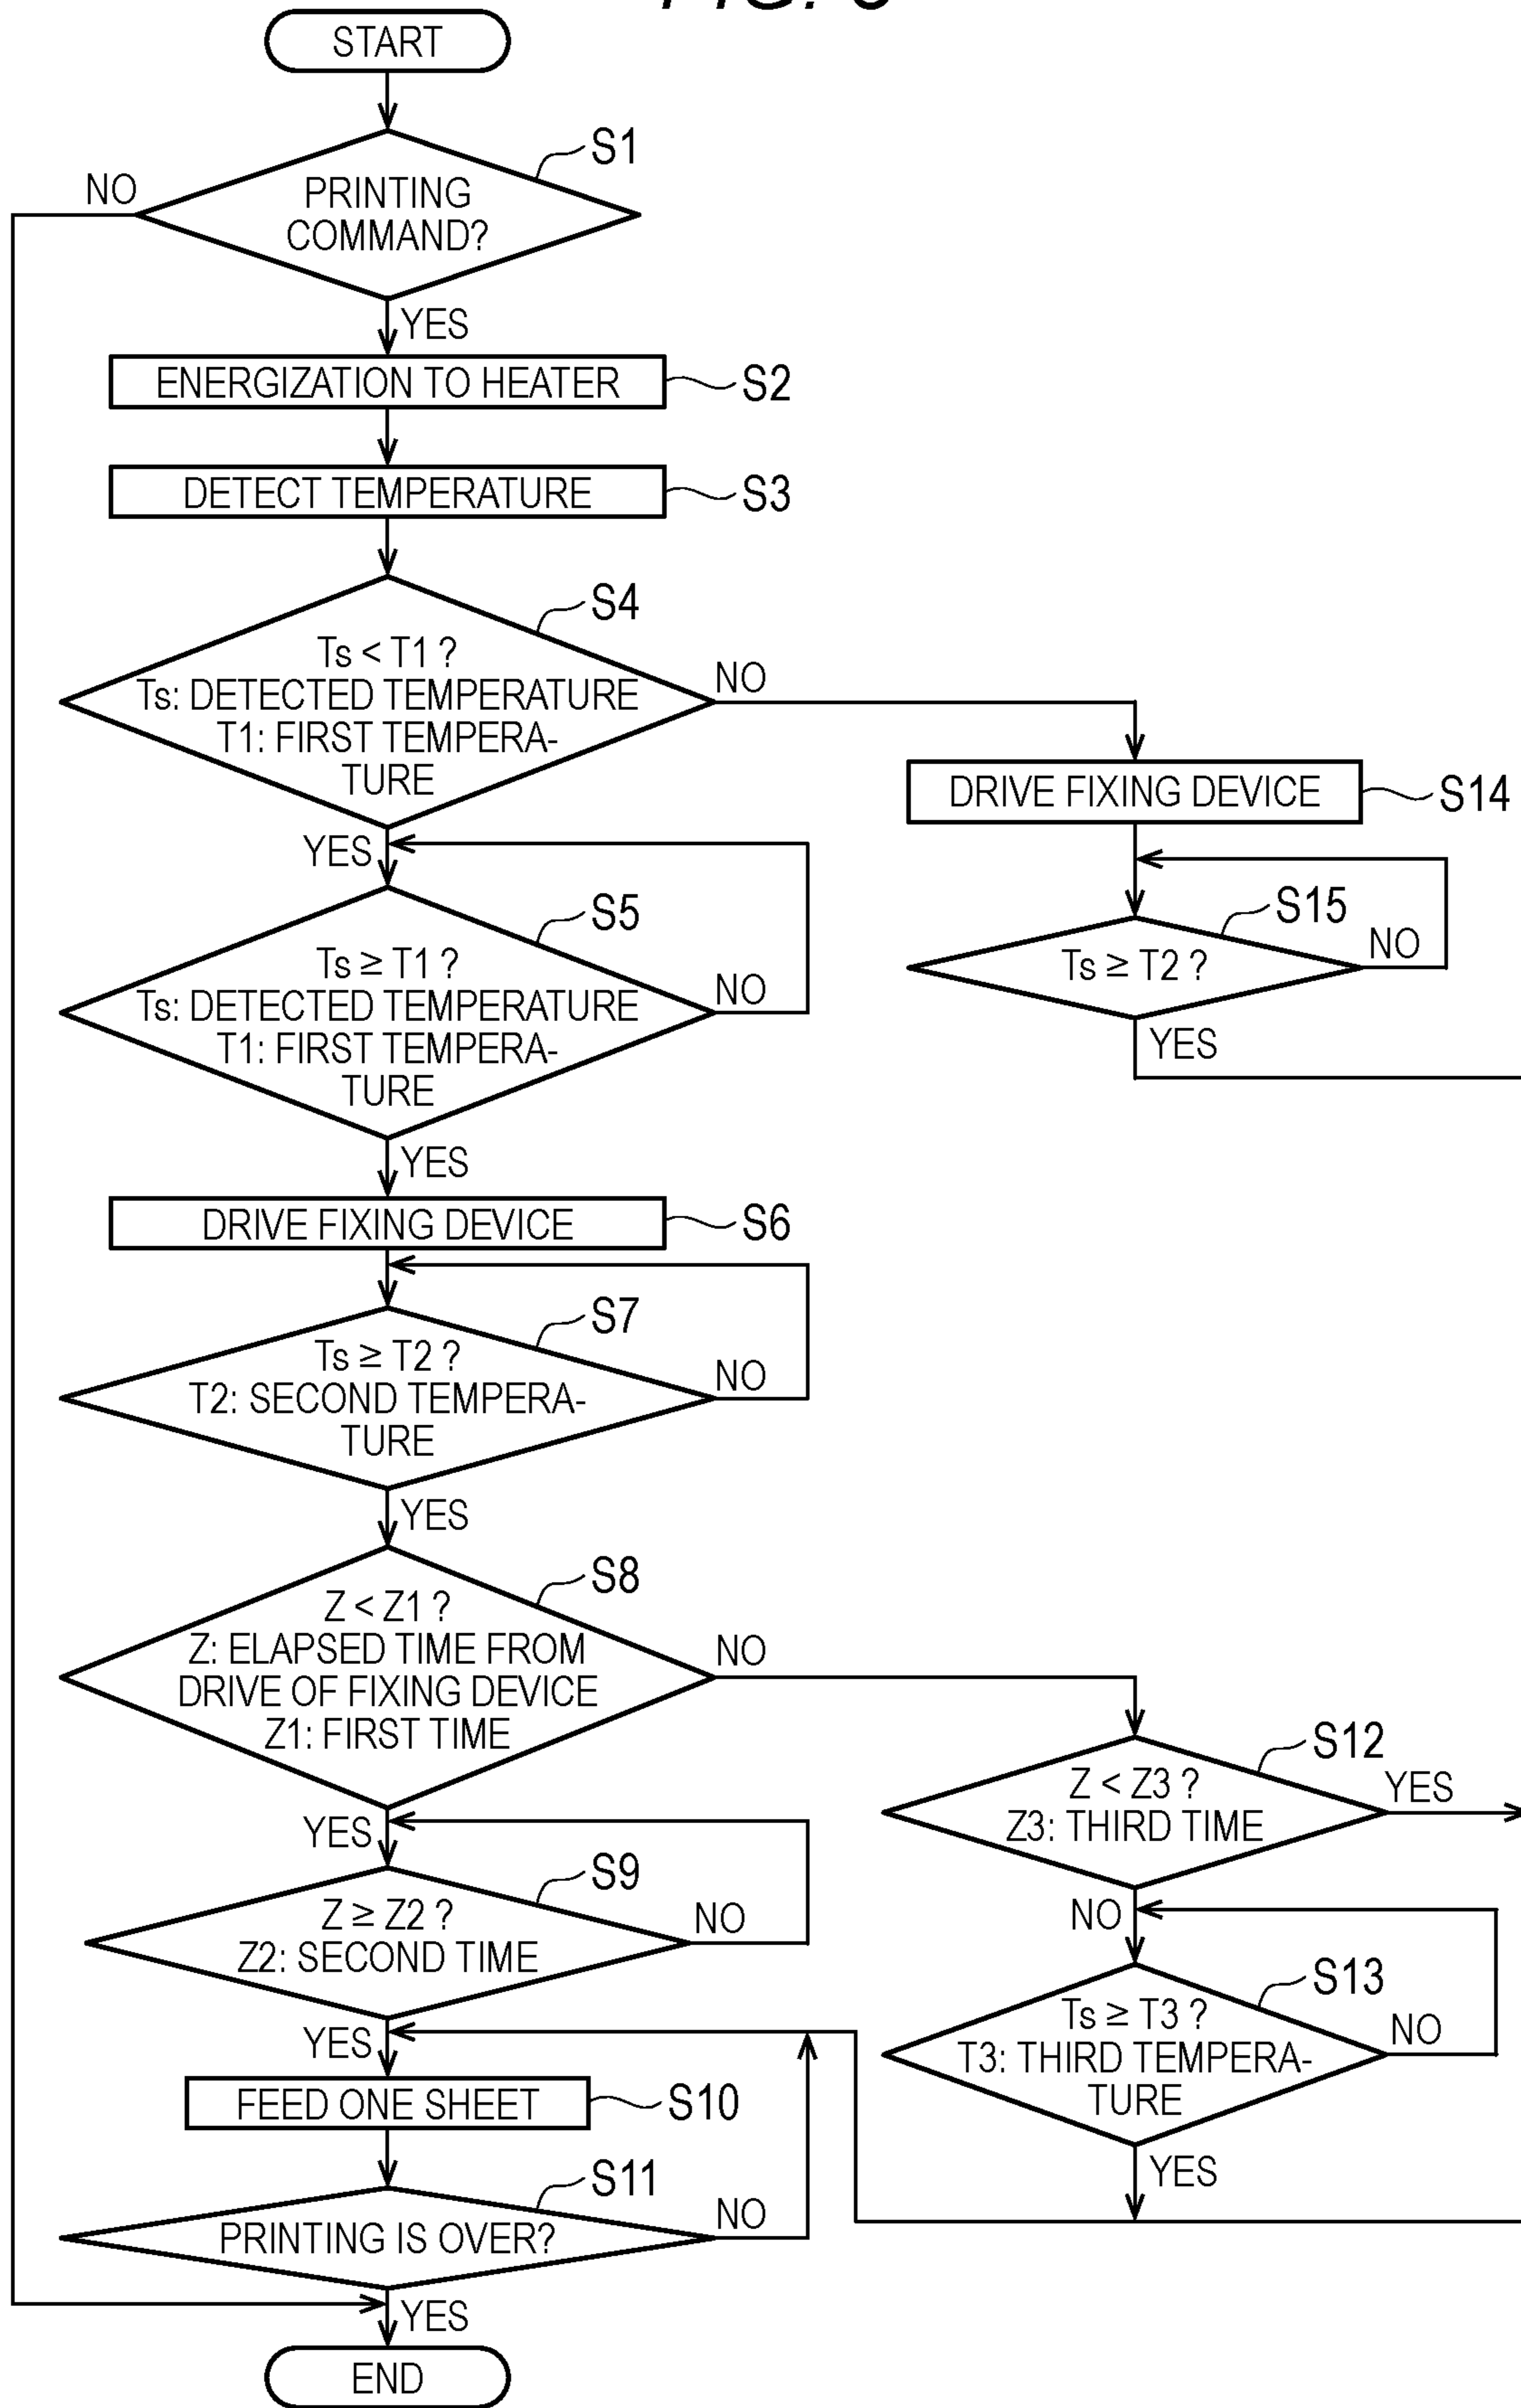 START
S1
NO
PRINTING
COMMAND?
YES
ENERGIZATION TO HEATER
S2
DETECT TEMPERATURE
S3
S4
Ts < T1 ?
Ts: DETECTED TEMPERATURE
T1: FIRST TEMPERA-
TURE
NO
YES
DRIVE FIXING DEVICE
S14
S5
Ts ≥ T1 ?
Ts: DETECTED TEMPERATURE
T1: FIRST TEMPERA-
TURE
NO
YES
S15
Ts ≥ T2 ?
NO
YES
DRIVE FIXING DEVICE
S6
S7
Ts ≥ T2 ?
T2: SECOND TEMPERA-
TURE
NO
YES
S8
Z < Z1 ?
Z: ELAPSED TIME FROM
DRIVE OF FIXING DEVICE
Z1: FIRST TIME
NO
YES
S12
Z < Z3 ?
Z3: THIRD TIME
YES
NO
S9
Z ≥ Z2 ?
Z2: SECOND TIME
NO
YES
S13
Ts ≥ T3 ?
T3: THIRD TEMPERA-
TURE
NO
YES
FEED ONE SHEET
S10
S11
PRINTING IS OVER?
NO
YES
END